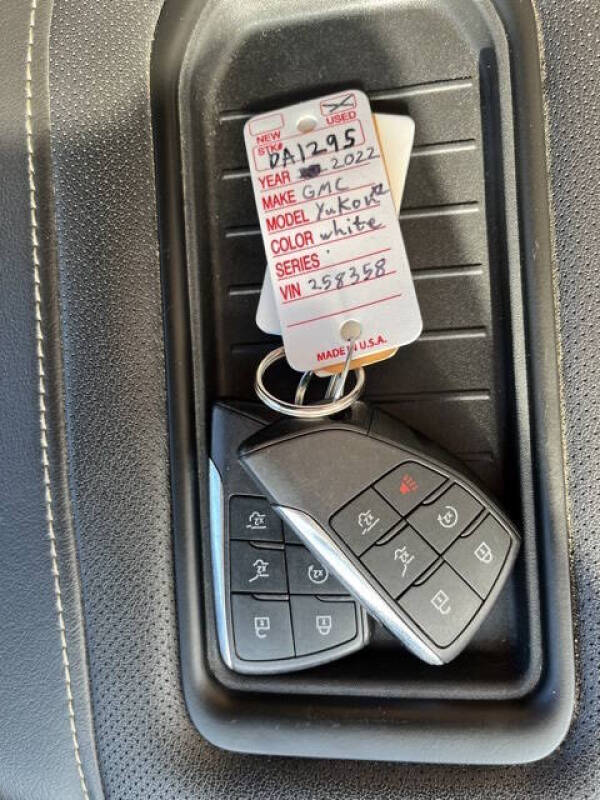 NEW
USED
STK# DA1295
YEAR 2022
MAKE GMC
MODEL Yukon
COLOR white
SERIES
VIN 258358
MADE IN U.S.A.